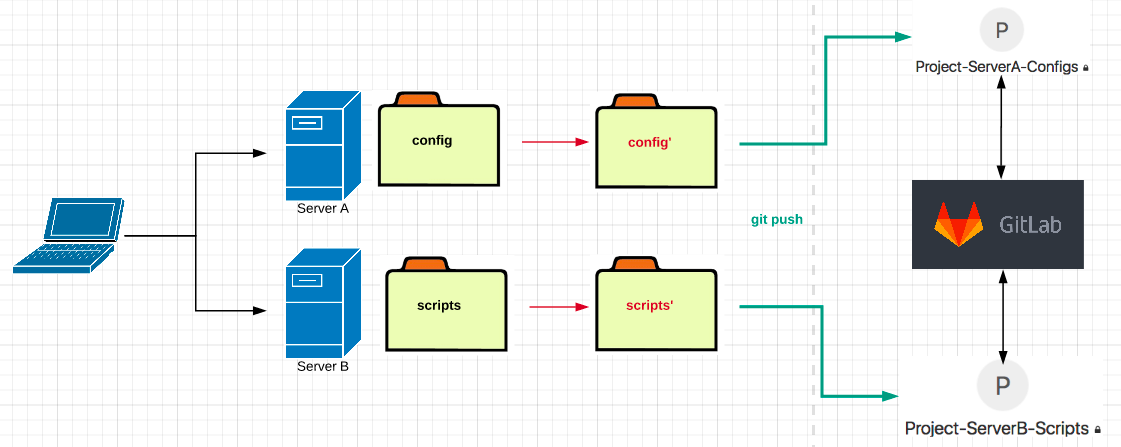 P
Project-ServerA-Configs
config
config'
Server A
git push
GitLab
scripts
scripts'
Server B
P
Project-ServerB-Scripts